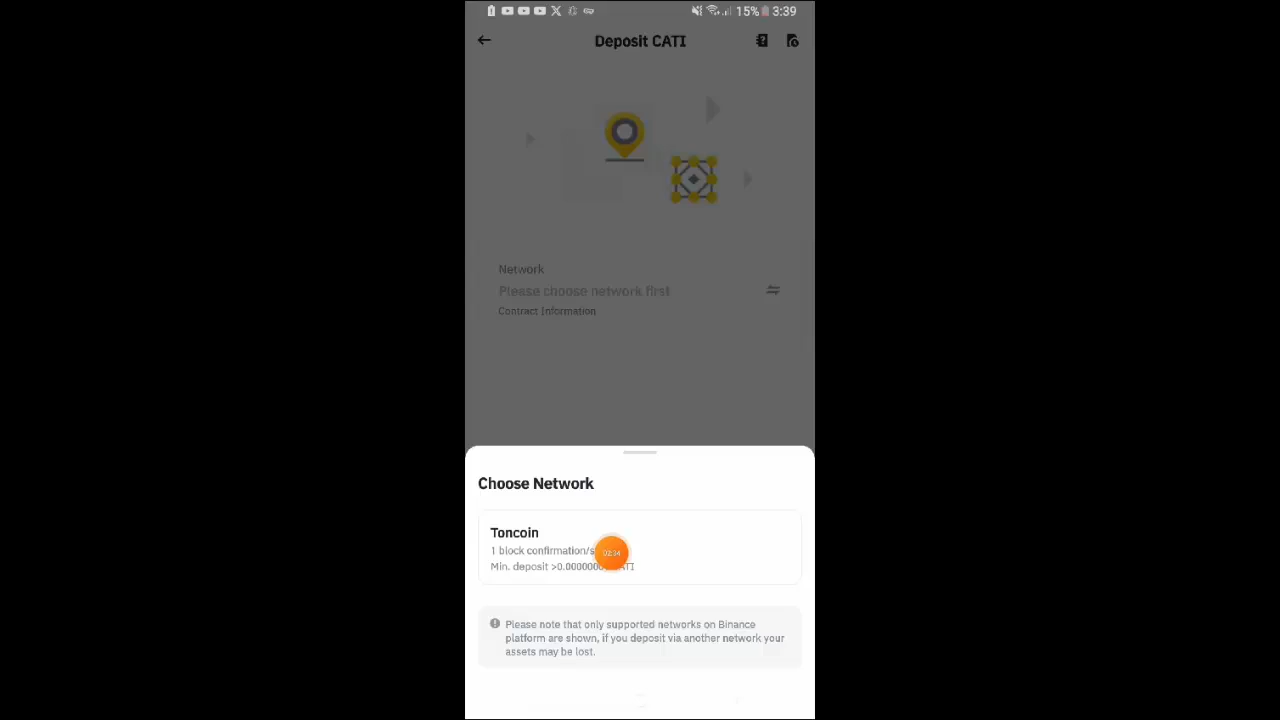 15% 3:39
Deposit CATI
Network
Please choose network first
Contract Information
Choose Network
Toncoin
1 block confirmation/s
02:34
Min. deposit >0.000000
Please note that only supported networks on Binance
platform are shown, if you deposit via another network your
assets may be lost.